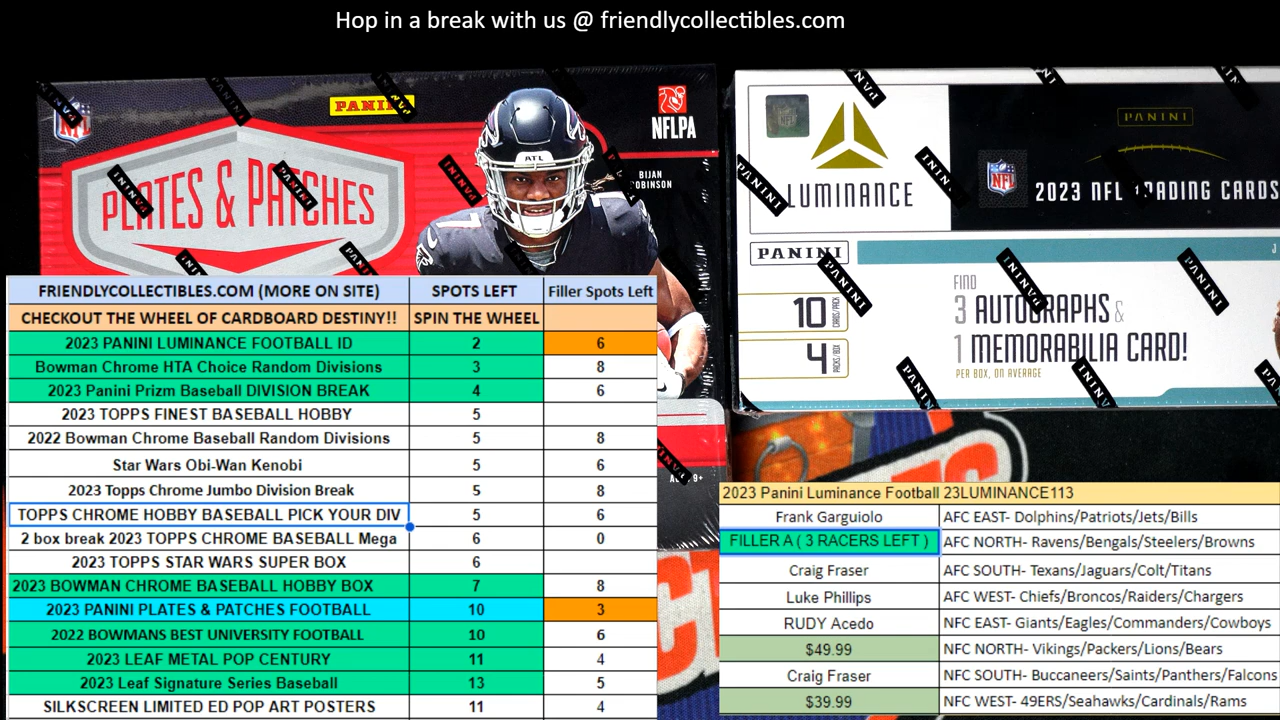 Hop in a break with us @ friendlycollectibles.com
PANINI
NFL
NFLPA
PLATES & PATCHES
ATL
BIJAN
ROBINSON
LUMINANCE
PANINI
NFL
2023 NFL TRADING CARDS
PANINI
10 CARDS/PACK
4 PACKS/BOX
FIND
3 AUTOGRAPHS &
1 MEMORABILIA CARD!
PER BOX, ON AVERAGE
FRIENDLYCOLLECTIBLES.COM (MORE ON SITE) SPOTS LEFT Filler Spots Left
CHECKOUT THE WHEEL OF CARDBOARD DESTINY!! SPIN THE WHEEL
2023 PANINI LUMINANCE FOOTBALL ID 2 6
Bowman Chrome HTA Choice Random Divisions 3 8
2023 Panini Prizm Baseball DIVISION BREAK 4 6
2023 TOPPS FINEST BASEBALL HOBBY 5
2022 Bowman Chrome Baseball Random Divisions 5 8
Star Wars Obi-Wan Kenobi 5 6
2023 Topps Chrome Jumbo Division Break 5 8
TOPPS CHROME HOBBY BASEBALL PICK YOUR DIV 5 6
2 box break 2023 TOPPS CHROME BASEBALL Mega 6 0
2023 TOPPS STAR WARS SUPER BOX 6
2023 BOWMAN CHROME BASEBALL HOBBY BOX 7 8
2023 PANINI PLATES & PATCHES FOOTBALL 10 3
2022 BOWMANS BEST UNIVERSITY FOOTBALL 10 6
2023 LEAF METAL POP CENTURY 11 4
2023 Leaf Signature Series Baseball 13 5
SILKSCREEN LIMITED ED POP ART POSTERS 11 4
2023 Panini Luminance Football 23LUMINANCE113
Frank Garguiolo AFC EAST- Dolphins/Patriots/Jets/Bills
FILLER A ( 3 RACERS LEFT ) AFC NORTH- Ravens/Bengals/Steelers/Browns
Craig Fraser AFC SOUTH- Texans/Jaguars/Colt/Titans
Luke Phillips AFC WEST- Chiefs/Broncos/Raiders/Chargers
RUDY Acedo NFC EAST- Giants/Eagles/Commanders/Cowboys
$49.99 NFC NORTH- Vikings/Packers/Lions/Bears
Craig Fraser NFC SOUTH- Buccaneers/Saints/Panthers/Falcons
$39.99 NFC WEST- 49ERS/Seahawks/Cardinals/Rams